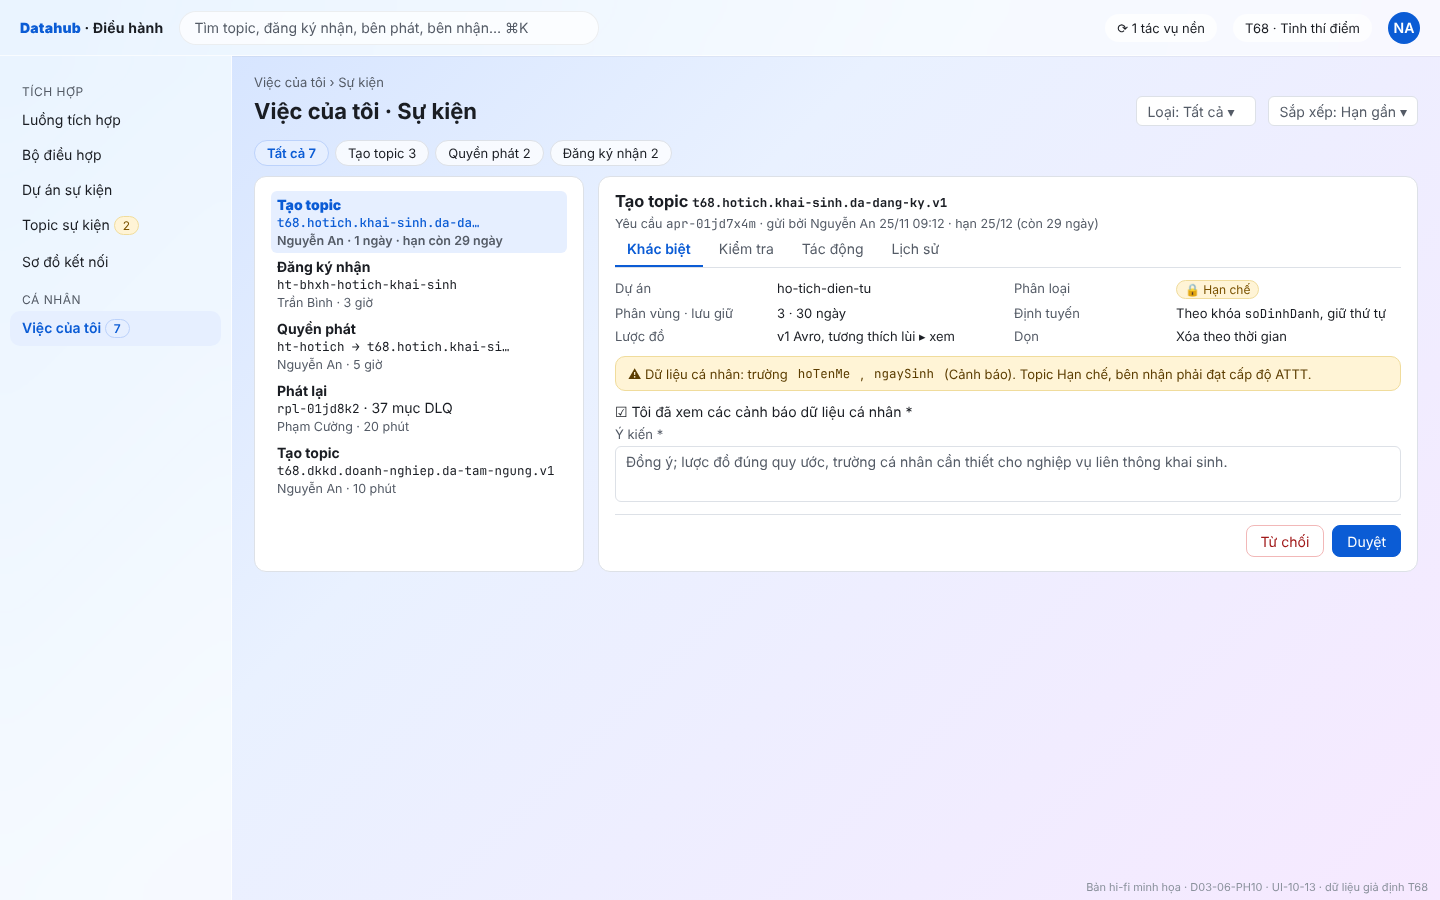 Datahub · Điều hành
Tìm topic, đăng ký nhận, bên phát, bên nhận... ⌘K
⟳ 1 tác vụ nền
T68 · Tỉnh thí điểm
NA
TÍCH HỢP
Luồng tích hợp
Bộ điều hợp
Dự án sự kiện
Topic sự kiện 2
Sơ đồ kết nối
CÁ NHÂN
Việc của tôi 7
Việc của tôi › Sự kiện
Việc của tôi · Sự kiện
Loại: Tất cả ▾
Sắp xếp: Hạn gần ▾
Tất cả 7
Tạo topic 3
Quyền phát 2
Đăng ký nhận 2
Tạo topic
t68.hotich.khai-sinh.da-da…
Nguyễn An · 1 ngày · hạn còn 29 ngày
Đăng ký nhận
ht-bhxh-hotich-khai-sinh
Trần Bình · 3 giờ
Quyền phát
ht-hotich → t68.hotich.khai-si…
Nguyễn An · 5 giờ
Phát lại
rpl-01jd8k2 · 37 mục DLQ
Phạm Cường · 20 phút
Tạo topic
t68.dkkd.doanh-nghiep.da-tam-ngung.v1
Nguyễn An · 10 phút
Tạo topic t68.hotich.khai-sinh.da-dang-ky.v1
Yêu cầu apr-01jd7x4m · gửi bởi Nguyễn An 25/11 09:12 · hạn 25/12 (còn 29 ngày)
Khác biệt
Kiểm tra
Tác động
Lịch sử
Dự án
ho-tich-dien-tu
Phân loại
🔒 Hạn chế
Phân vùng · lưu giữ
3 · 30 ngày
Định tuyến
Theo khóa soDinhDanh, giữ thứ tự
Lược đồ
v1 Avro, tương thích lùi ▸ xem
Dọn
Xóa theo thời gian
⚠ Dữ liệu cá nhân: trường hoTenMe , ngaySinh (Cảnh báo). Topic Hạn chế, bên nhận phải đạt cấp độ ATTT.
☑ Tôi đã xem các cảnh báo dữ liệu cá nhân *
Ý kiến *
Đồng ý; lược đồ đúng quy ước, trường cá nhân cần thiết cho nghiệp vụ liên thông khai sinh.
Từ chối
Duyệt
Bản hi-fi minh họa · D03-06-PH10 · UI-10-13 · dữ liệu giả định T68